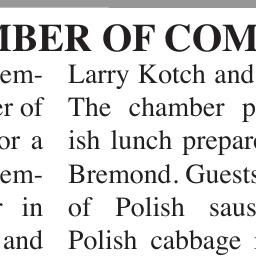 MBER OF COM
em-
er of
or a
em-
r in
and
Larry Kotch and
The chamber p
ish lunch prepar
Bremond. Guests
of Polish saus
Polish cabbage